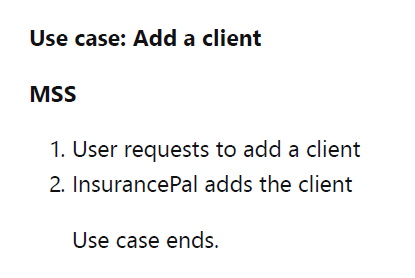 Use case: Add a client
MSS
1. User requests to add a client
2. InsurancePal adds the client
Use case ends.